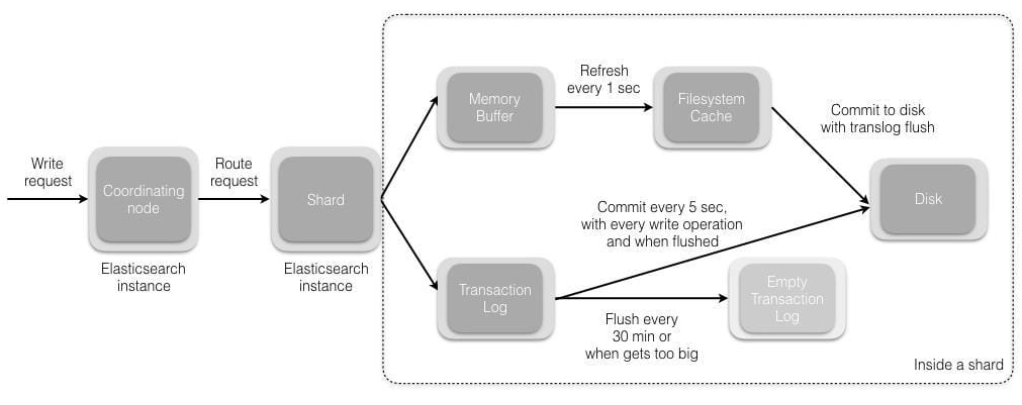 Write
request
Coordinating
node
Elasticsearch
instance
Route
request
Shard
Elasticsearch
instance
Memory
Buffer
Refresh
every 1 sec
Filesystem
Cache
Commit to disk
with translog flush
Disk
Commit every 5 sec,
with every write operation
and when flushed
Transaction
Log
Flush every
30 min or
when gets too big
Empty
Transaction
Log
Inside a shard